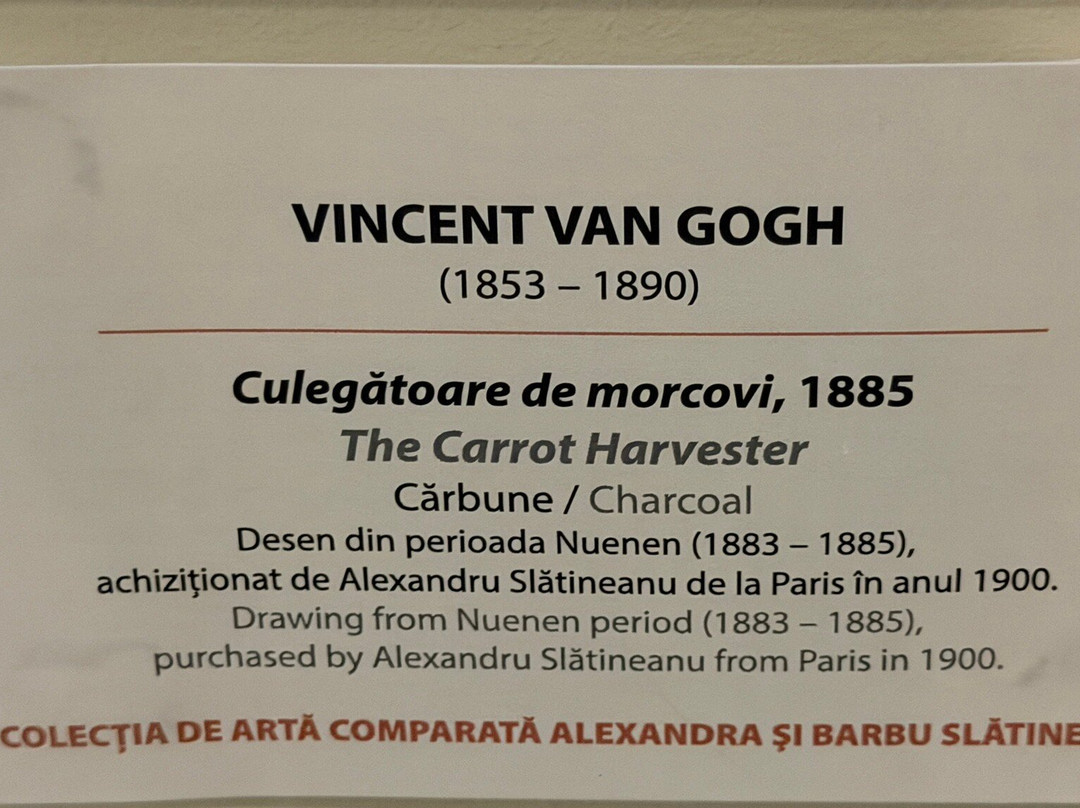 VINCENT VAN GOGH
(1853 – 1890)
Culegătoare de morcovi, 1885
The Carrot Harvester
Cărbune / Charcoal
Desen din perioada Nuenen (1883 – 1885),
achiziţionat de Alexandru Slătineanu de la Paris în anul 1900.
Drawing from Nuenen period (1883 – 1885),
purchased by Alexandru Slătineanu from Paris in 1900.
COLECŢIA DE ARTĂ COMPARATĂ ALEXANDRA ŞI BARBU SLĂTINE